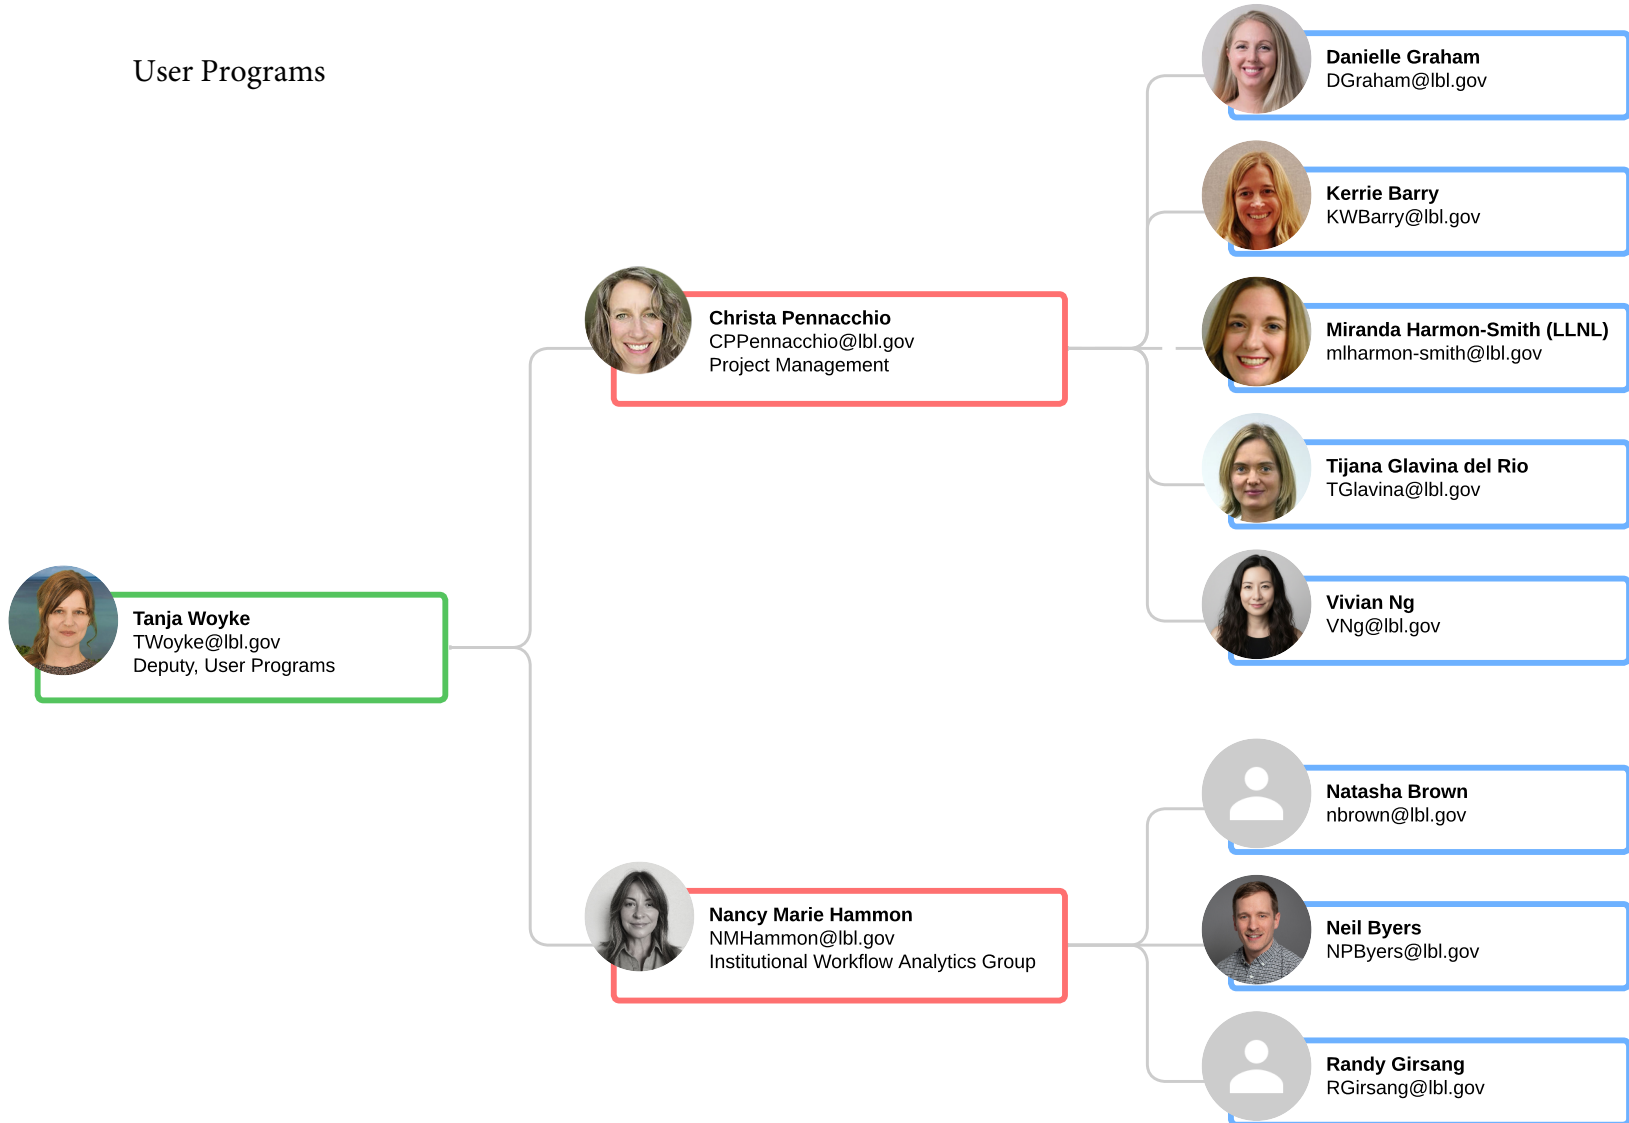 User Programs
Danielle Graham
DGraham@lbl.gov
Kerrie Barry
KWBarry@lbl.gov
Christa Pennacchio
CPPennacchio@lbl.gov
Project Management
Miranda Harmon-Smith (LLNL)
mlharmon-smith@lbl.gov
Tijana Glavina del Rio
TGlavina@lbl.gov
Vivian Ng
VNg@lbl.gov
Tanja Woyke
TWoyke@lbl.gov
Deputy, User Programs
Natasha Brown
nbrown@lbl.gov
Nancy Marie Hammon
NMHammon@lbl.gov
Institutional Workflow Analytics Group
Neil Byers
NPByers@lbl.gov
Randy Girsang
RGirsang@lbl.gov